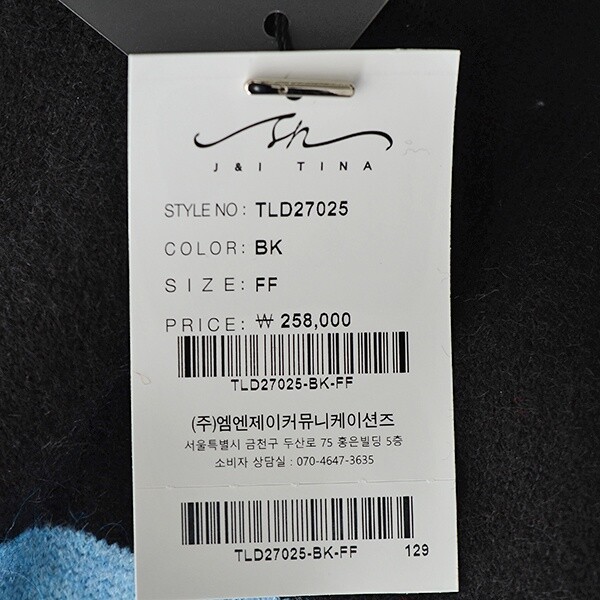 sn
J & I TINA
STYLE NO : TLD27025
COLOR: BK
SIZE: FF
PRICE: ₩ 258,000
TLD27025-BK-FF
(주)엠엔제이커뮤니케이션즈
서울특별시 금천구 두산로 75 홍은빌딩 5층
소비자 상담실 : 070-4647-3635
TLD27025-BK-FF 129